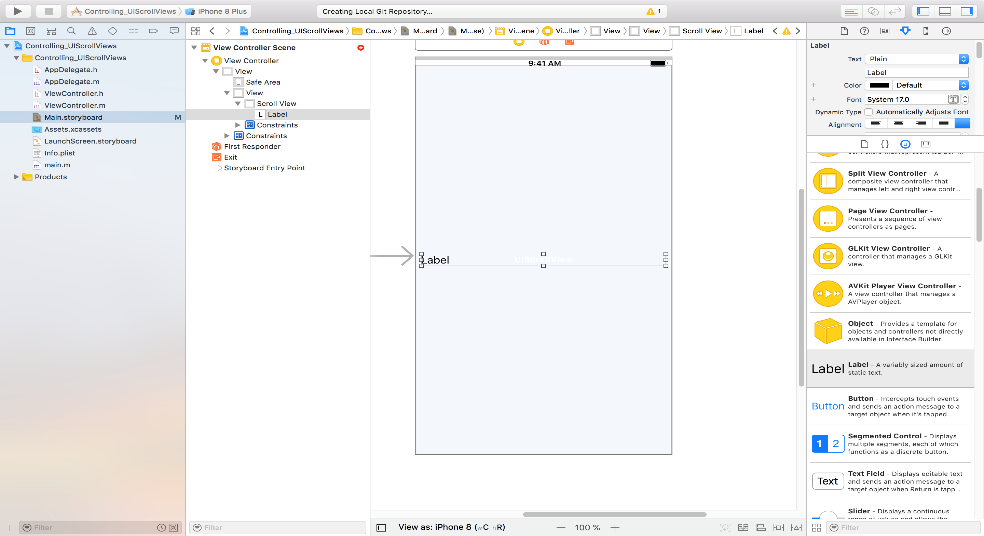 Controlling_UIScrollViews
iPhone 8 Plus
Creating Local Git Repository...
1
Controlling_UIScrollViews
Co...ws
M...ard
M...se)
Vi...ene
Vi...ller
View
View
Scroll View
L Label
Controlling_UIScrollViews
Controlling_UIScrollViews
AppDelegate.h
AppDelegate.m
ViewController.h
ViewController.m
Main.storyboard
M
Assets.xcassets
LaunchScreen.storyboard
Info.plist
main.m
Products
View Controller Scene
View Controller
View
Safe Area
View
Scroll View
L Label
Constraints
Constraints
First Responder
Exit
Storyboard Entry Point
9:41 AM
Label
Label
Text Plain
Label
Color Default
Font System 17.0
Dynamic Type Automatically Adjusts Font
Alignment
Split View Controller - A
composite view controller that
manages left and right view contr...
Page View Controller -
Presents a sequence of view
controllers as pages.
GLKit View Controller - A
controller that manages a GLKit
view.
AVKit Player View Controller -
A view controller that manages a
AVPlayer object.
Object - Provides a template for
objects and controllers not directly
available in Interface Builder.
Label
Label - A variably sized amount of
static text.
Button
Button - Intercepts touch events
and sends an action message to a
target object when it's tapped.
1 2
Segmented Control - Displays
multiple segments, each of which
functions as a discrete button.
Text
Text Field - Displays editable text
and sends an action message to a
target object when Return is tapp...
Slider - Displays a continuous
Filter
Filter
View as: iPhone 8 (wC hR)
— 100 % —
Filter